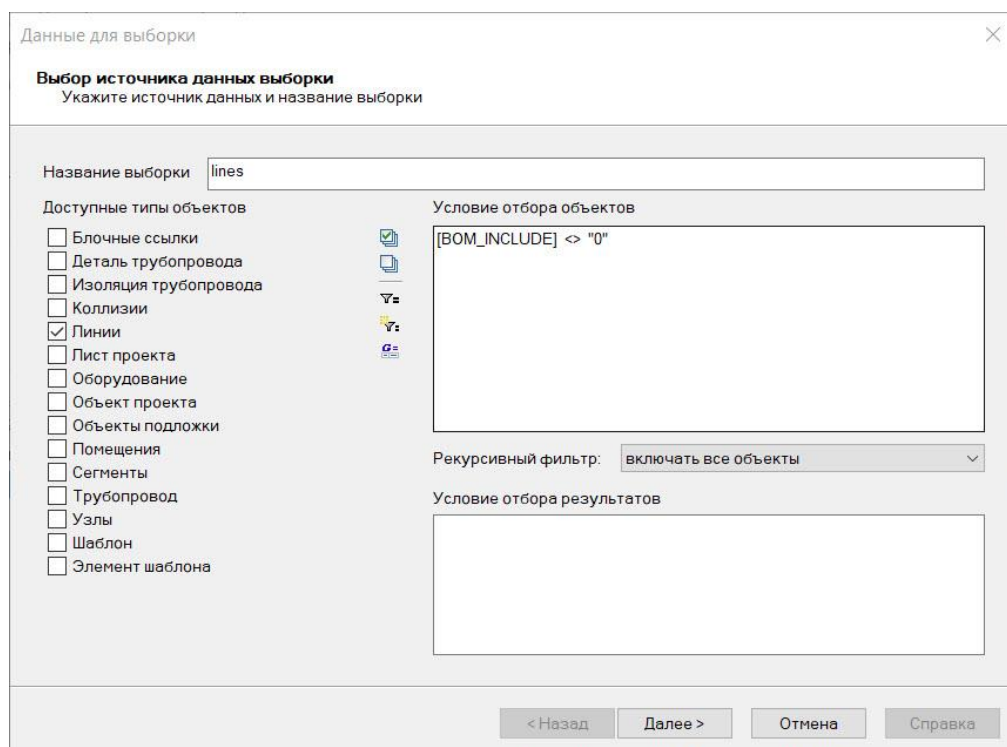 Данные для выборки
Выбор источника данных выборки
Укажите источник данных и название выборки
Название выборки lines
Доступные типы объектов
Блочные ссылки
Деталь трубопровода
Изоляция трубопровода
Коллизии
Линии
Лист проекта
Оборудование
Объект проекта
Объекты подложки
Помещения
Сегменты
Трубопровод
Узлы
Шаблон
Элемент шаблона
Условие отбора объектов
[BOM_INCLUDE] <> "0"
Рекурсивный фильтр: включать все объекты
Условие отбора результатов
< Назад Далее > Отмена Справка